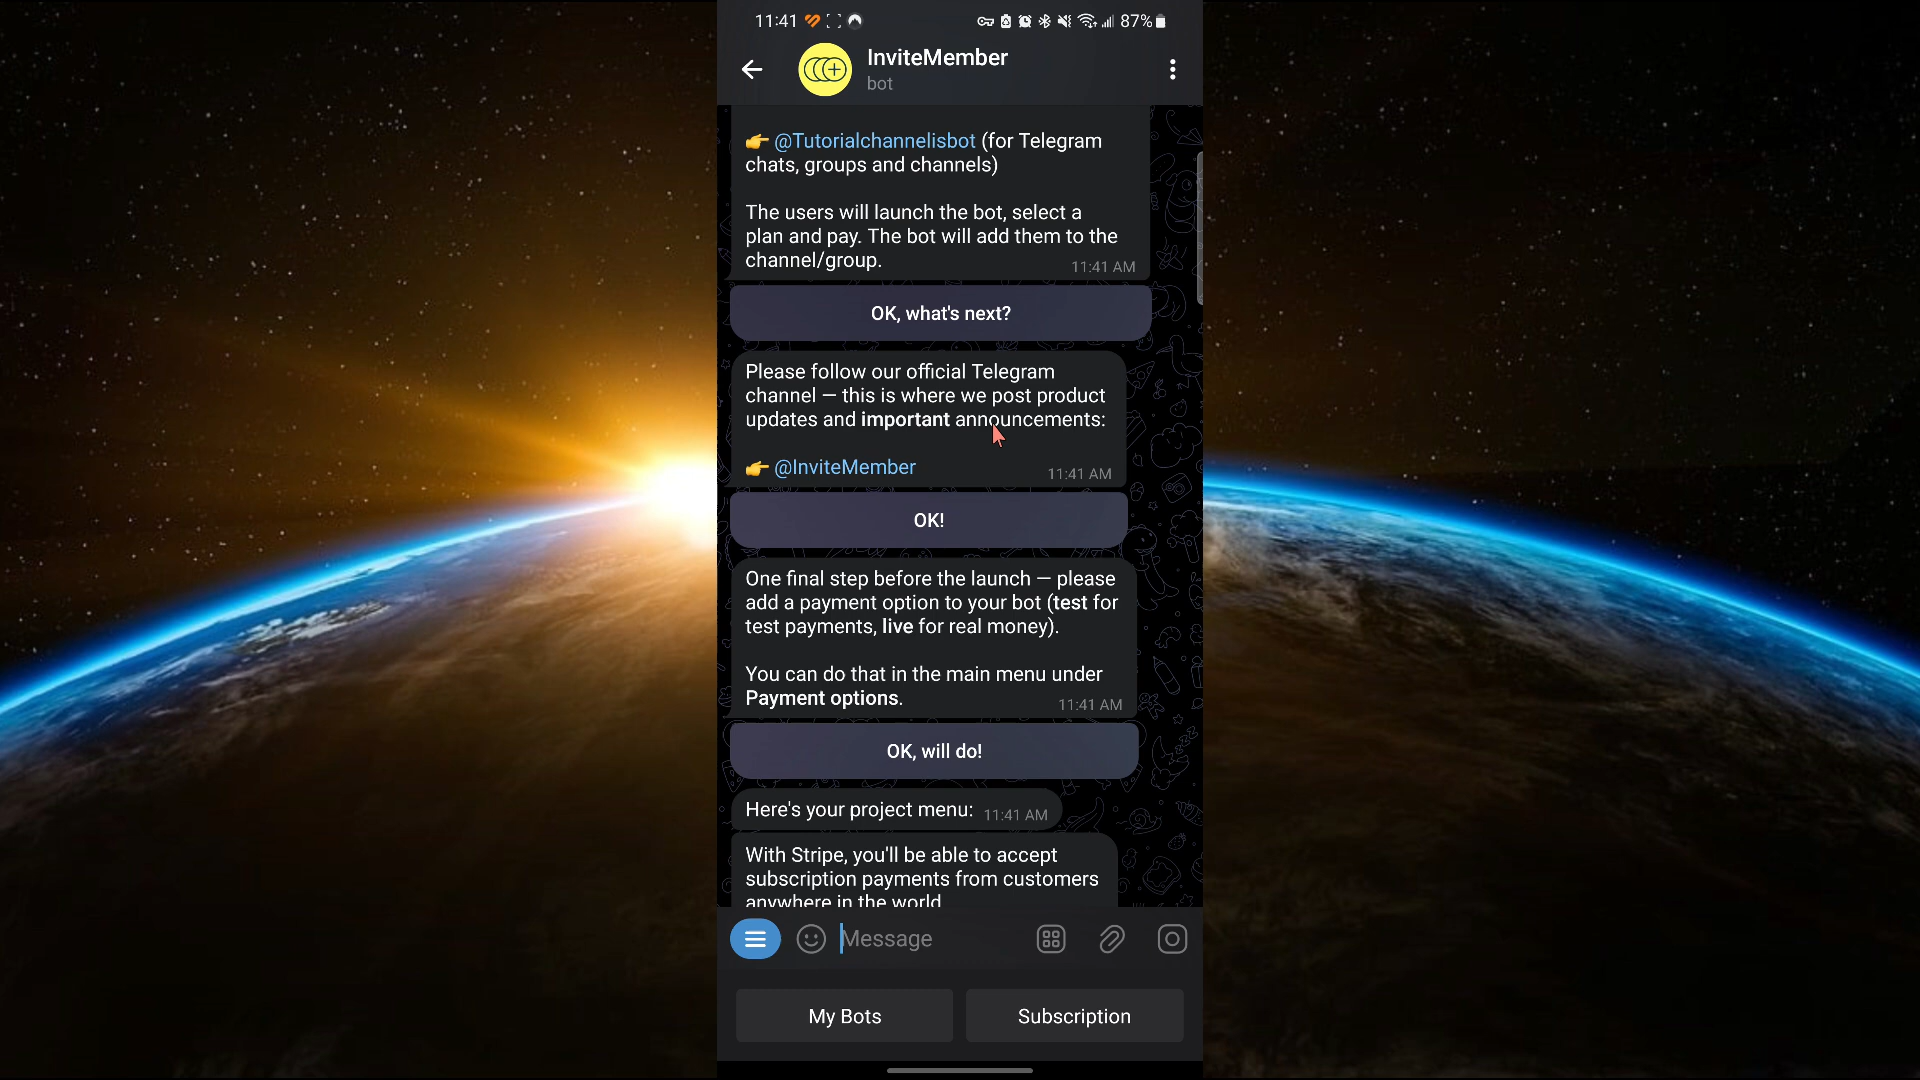 11:41
87%
InviteMember
bot
👉 @Tutorialchannelisbot (for Telegram
chats, groups and channels)
The users will launch the bot, select a
plan and pay. The bot will add them to the
channel/group.
11:41 AM
OK, what's next?
Please follow our official Telegram
channel — this is where we post product
updates and important announcements:
👉 @InviteMember
11:41 AM
OK!
One final step before the launch — please
add a payment option to your bot (test for
test payments, live for real money).
You can do that in the main menu under
Payment options.
11:41 AM
OK, will do!
Here's your project menu: 11:41 AM
With Stripe, you'll be able to accept
subscription payments from customers
anywhere in the world
Message
My Bots
Subscription